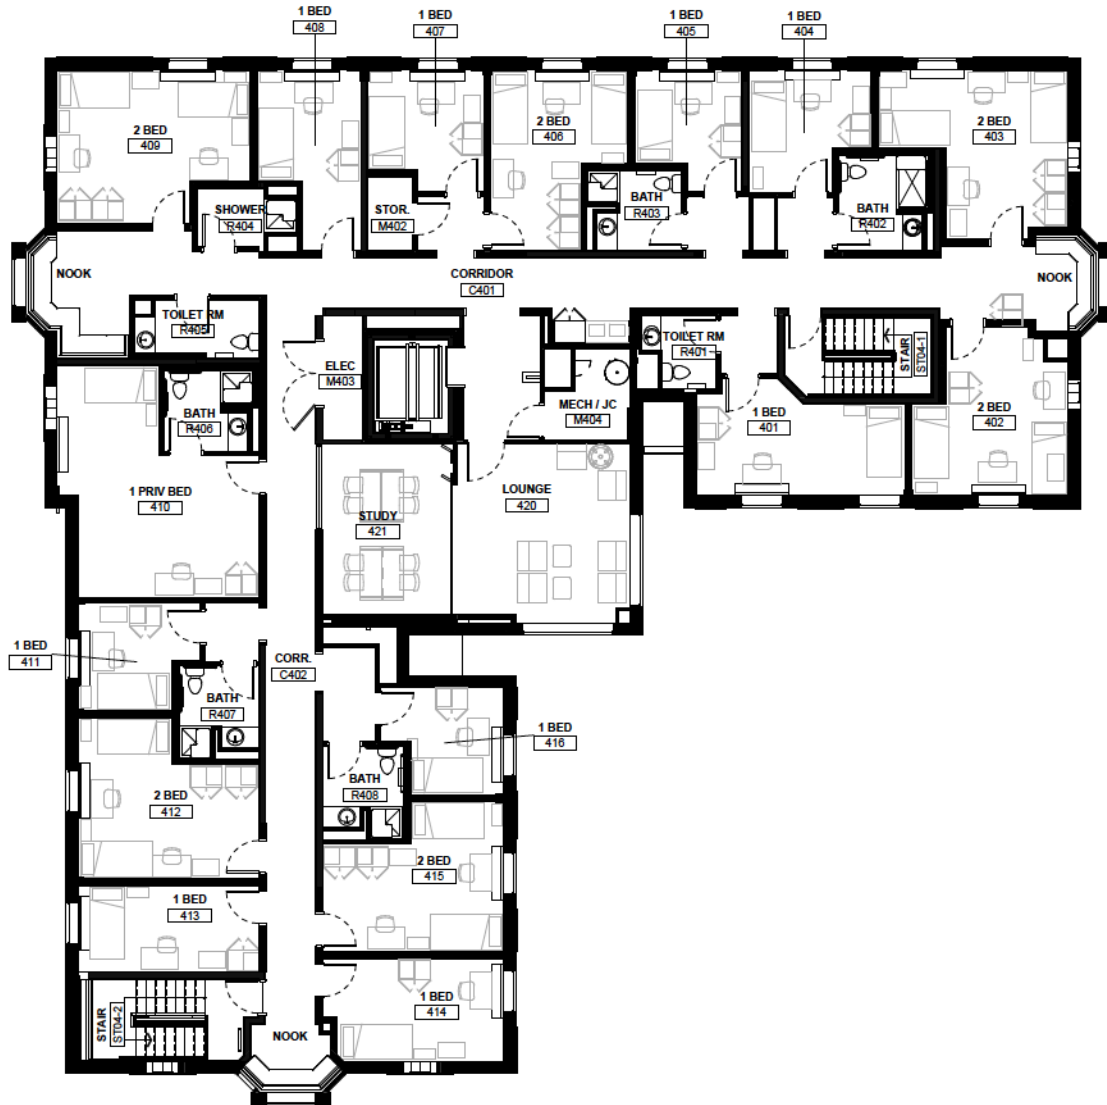 1 BED
408
1 BED
407
1 BED
405
1 BED
404
2 BED
409
2 BED
406
2 BED
403
SHOWER
R404
STOR.
M402
BATH
R403
BATH
R402
NOOK
CORRIDOR
C401
NOOK
TOILET RM
R405
TOILET RM
R401
STAIR
ST04-1
ELEC
M403
MECH / JC
M404
BATH
R406
1 BED
401
2 BED
402
1 PRIV BED
410
LOUNGE
420
STUDY
421
1 BED
411
CORR.
C402
BATH
R407
1 BED
416
BATH
R408
2 BED
412
2 BED
415
1 BED
413
1 BED
414
STAIR
ST04-2
NOOK